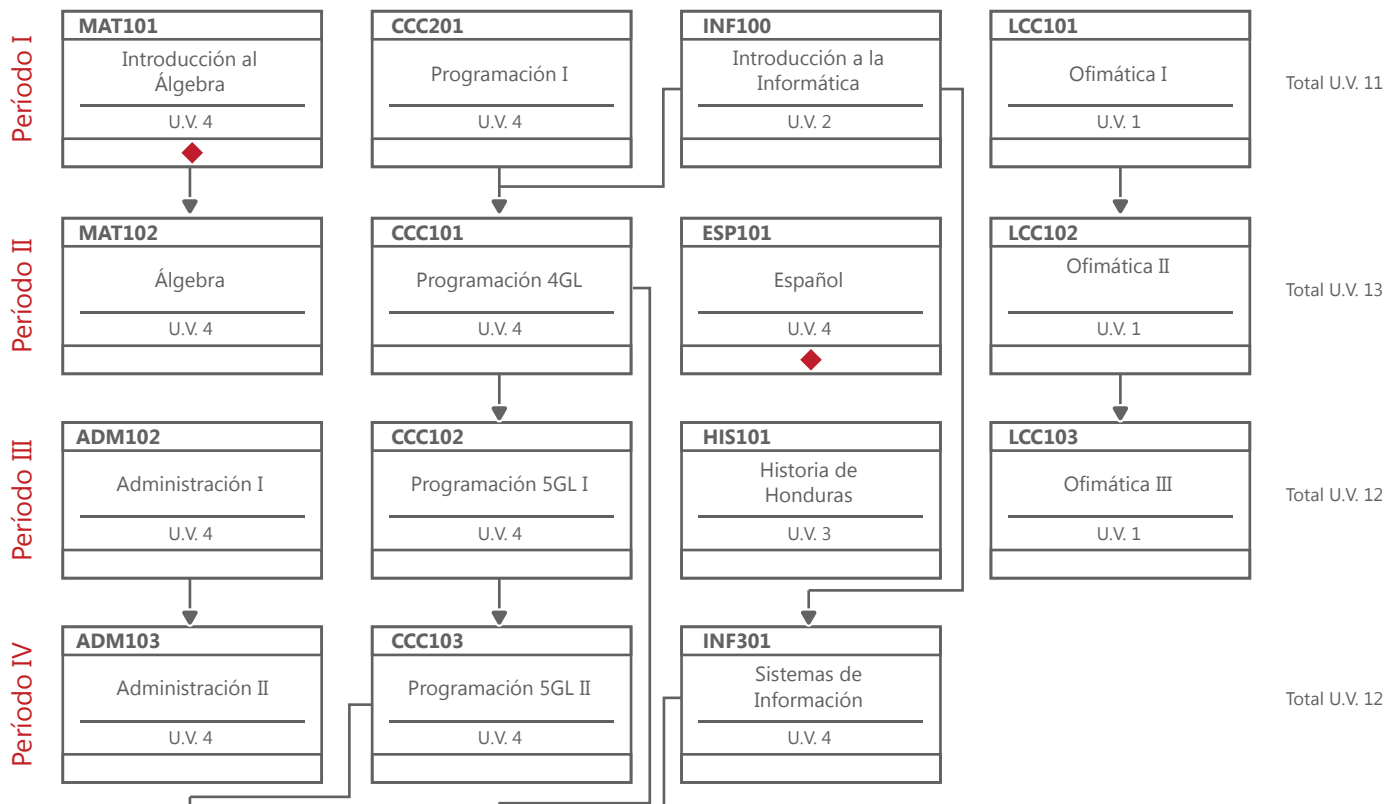 Período I
MAT101
Introducción al
Álgebra
U.V. 4
CCC201
Programación I
U.V. 4
INF100
Introducción a la
Informática
U.V. 2
LCC101
Ofimática I
U.V. 1
Total U.V. 11
Período II
MAT102
Álgebra
U.V. 4
CCC101
Programación 4GL
U.V. 4
ESP101
Español
U.V. 4
LCC102
Ofimática II
U.V. 1
Total U.V. 13
Período III
ADM102
Administración I
U.V. 4
CCC102
Programación 5GL I
U.V. 4
HIS101
Historia de
Honduras
U.V. 3
LCC103
Ofimática III
U.V. 1
Total U.V. 12
Período IV
ADM103
Administración II
U.V. 4
CCC103
Programación 5GL II
U.V. 4
INF301
Sistemas de
Información
U.V. 4
Total U.V. 12